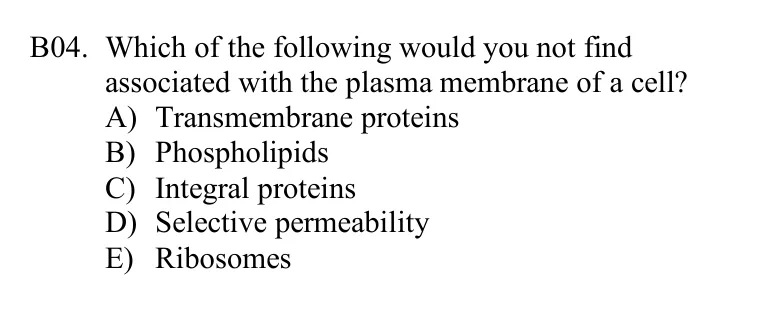 B04. Which of the following would you not find
associated with the plasma membrane of a cell?
A) Transmembrane proteins
B) Phospholipids
C) Integral proteins
D) Selective permeability
E) Ribosomes